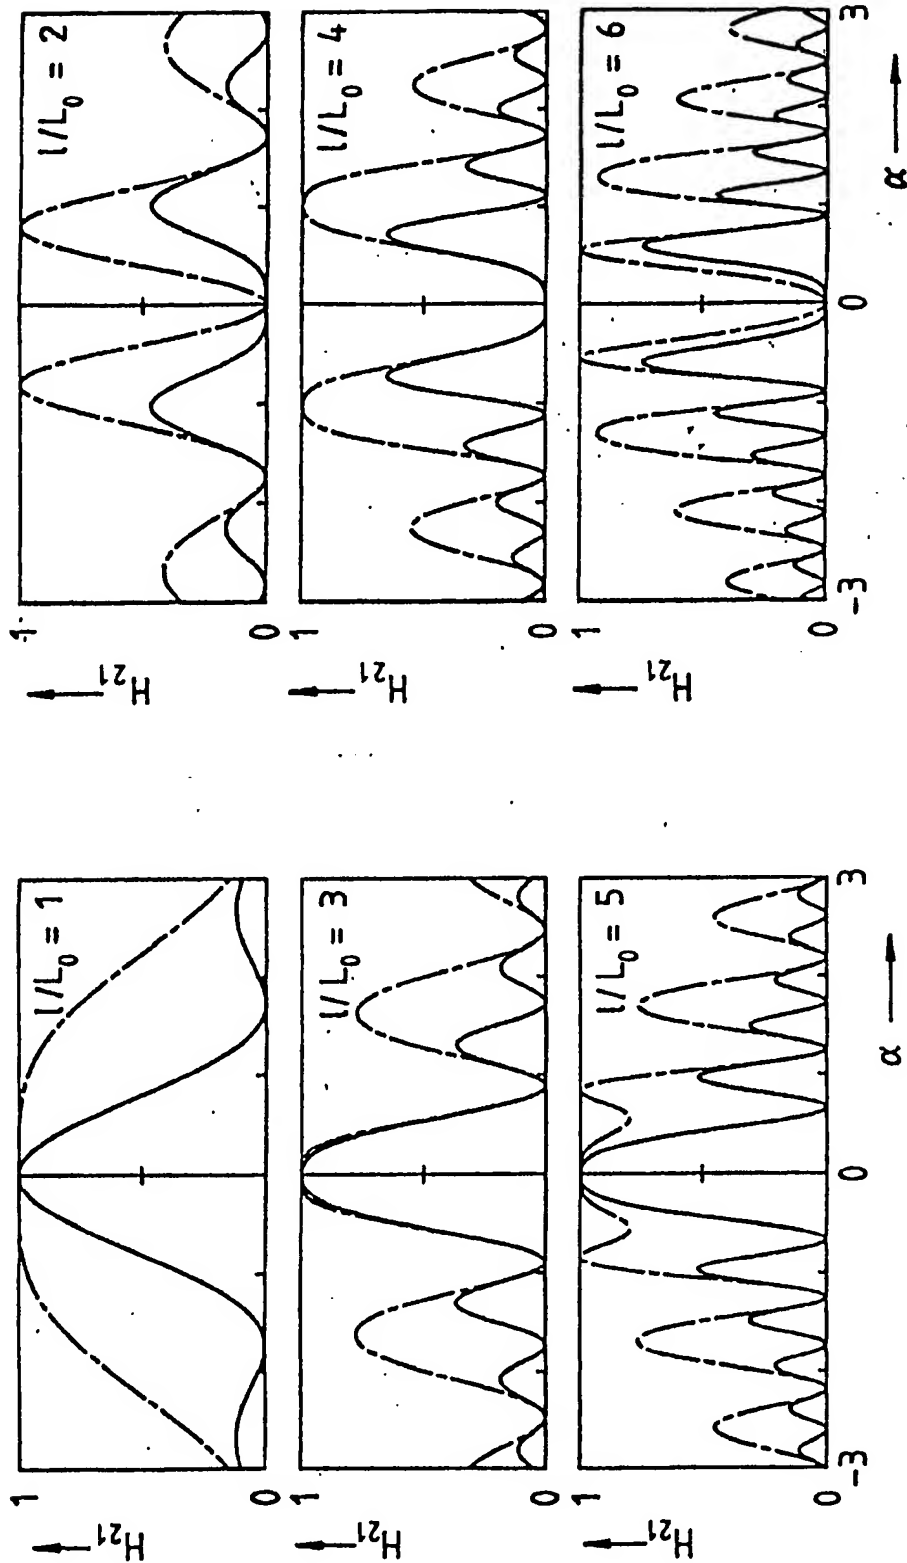 1
H21
0
l/L0 = 1
1
H21
0
l/L0 = 3
1
H21
0
l/L0 = 5
-3
0
3
α
1
H21
0
l/L0 = 2
1
H21
0
l/L0 = 4
1
H21
0
l/L0 = 6
-3
0
3
α